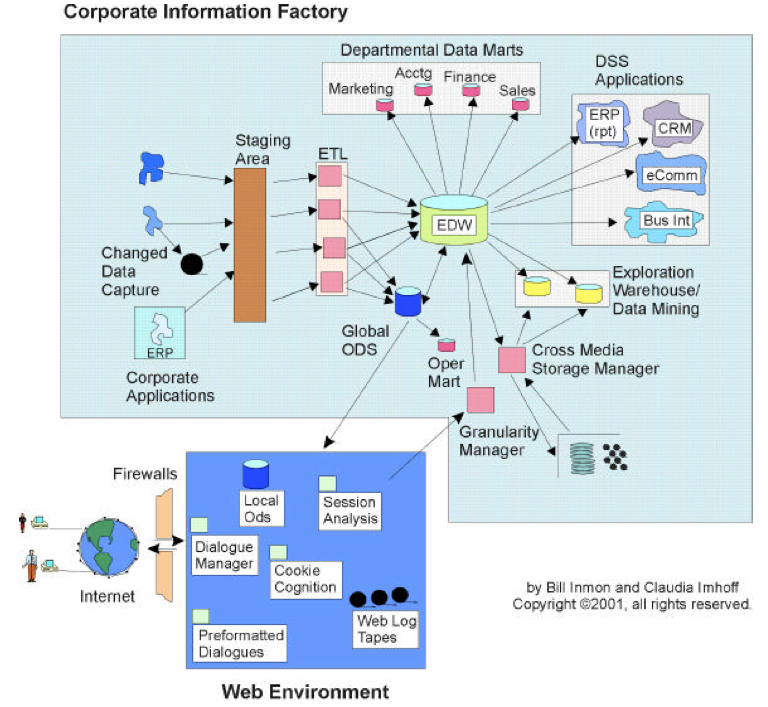 Corporate Information Factory
Departmental Data Marts
Marketing
Acctg
Finance
Sales
DSS
Applications
ERP
(rpt)
CRM
eComm
Bus Int
Staging
Area
ETL
EDW
Changed
Data
Capture
ERP
Corporate
Applications
Global
ODS
Oper
Mart
Exploration
Warehouse/
Data Mining
Cross Media
Storage Manager
Granularity
Manager
Firewalls
Internet
Local
Ods
Session
Analysis
Dialogue
Manager
Cookie
Cognition
Web Log
Tapes
Preformatted
Dialogues
by Bill Inmon and Claudia Imhoff
Copyright ©2001, all rights reserved.
Web Environment